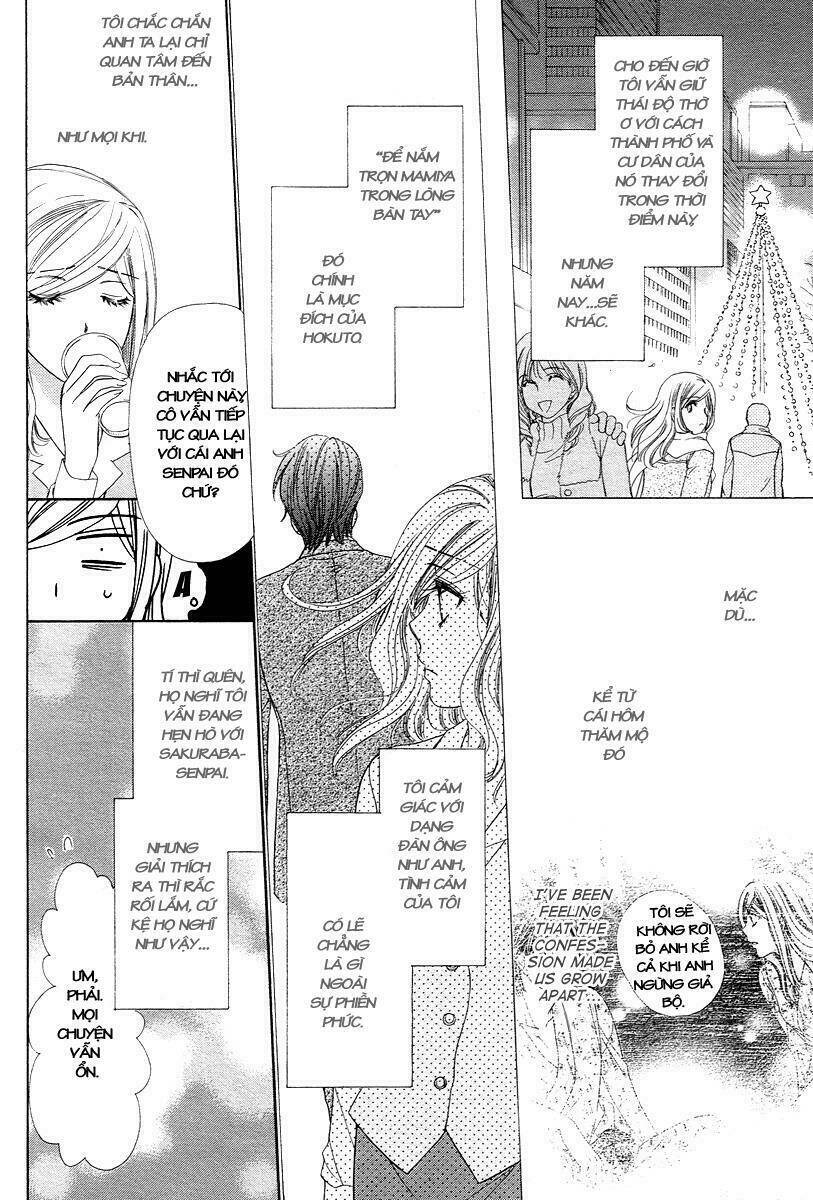 CHO ĐẾN GIỜ
TÔI VẪN GIỮ
THÁI ĐỘ THỜ
Ơ VỚI CÁCH
THÀNH PHỐ VÀ
CƯ DÂN CỦA
NÓ THAY ĐỔI
TRONG THỜI
ĐIỂM NÀY.
NHƯNG
NĂM
NAY...SẼ
KHÁC.
MẶC
DÙ...
KỂ TỪ
CÁI HÔM
THĂM MỘ
ĐÓ
TÔI SẼ
KHÔNG RỜI
BỎ ANH KỂ
CẢ KHI ANH
NGỪNG GIẢ
BỘ.
I'VE BEEN
FEELING
THAT THE
CONFES-
SION MADE
US GROW
APART.
"ĐỂ NẮM
TRỌN MAMIYA
TRONG LÒNG
BÀN TAY"
ĐÓ
CHÍNH
LÀ MỤC
ĐÍCH CỦA
HOKUTO.
TÔI CẢM
GIÁC VỚI
DẠNG
ĐÀN ÔNG
NHƯ ANH,
TÌNH CẢM
CỦA TÔI
CÓ LẼ
CHẲNG
LÀ GÌ
NGOÀI
SỰ PHIỀN
PHỨC.
TÔI CHẮC CHẮN
ANH TA LẠI CHỈ
QUAN TÂM ĐẾN
BẢN THÂN...
NHƯ MỌI KHI.
NHẮC TỚI
CHUYỆN NÀY,
CÔ VẪN TIẾP
TỤC QUA LẠI
VỚI CÁI ANH
SENPAI ĐÓ
CHỨ?
A.
TÍ THÌ QUÊN,
HỌ NGHĨ TÔI
VẪN ĐANG
HẸN HÒ VỚI
SAKURABA-
SENPAI.
NHƯNG
GIẢI THÍCH
RA THÌ RẮC
RỐI LẮM, CỨ
KỆ HỌ NGHĨ
NHƯ VẬY...
ƯM,
PHẢI.
MỌI
CHUYỆN
VẪN
ỔN.